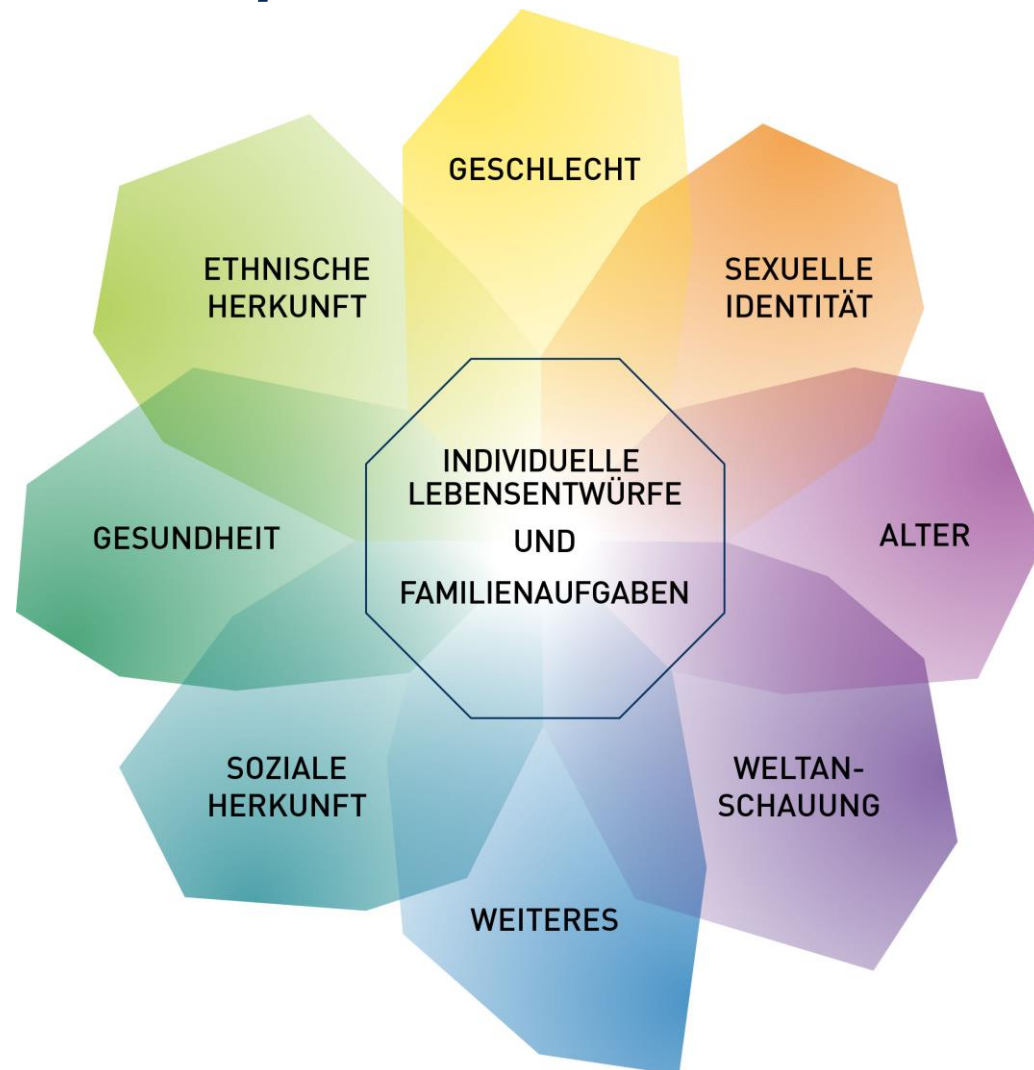 GESCHLECHT
SEXUELLE
IDENTITÄT
ALTER
WELTAN-
SCHAUUNG
WEITERES
SOZIALE
HERKUNFT
GESUNDHEIT
ETHNISCHE
HERKUNFT
INDIVIDUELLE
LEBENSENTWÜRFE
UND
FAMILIENAUFGABEN